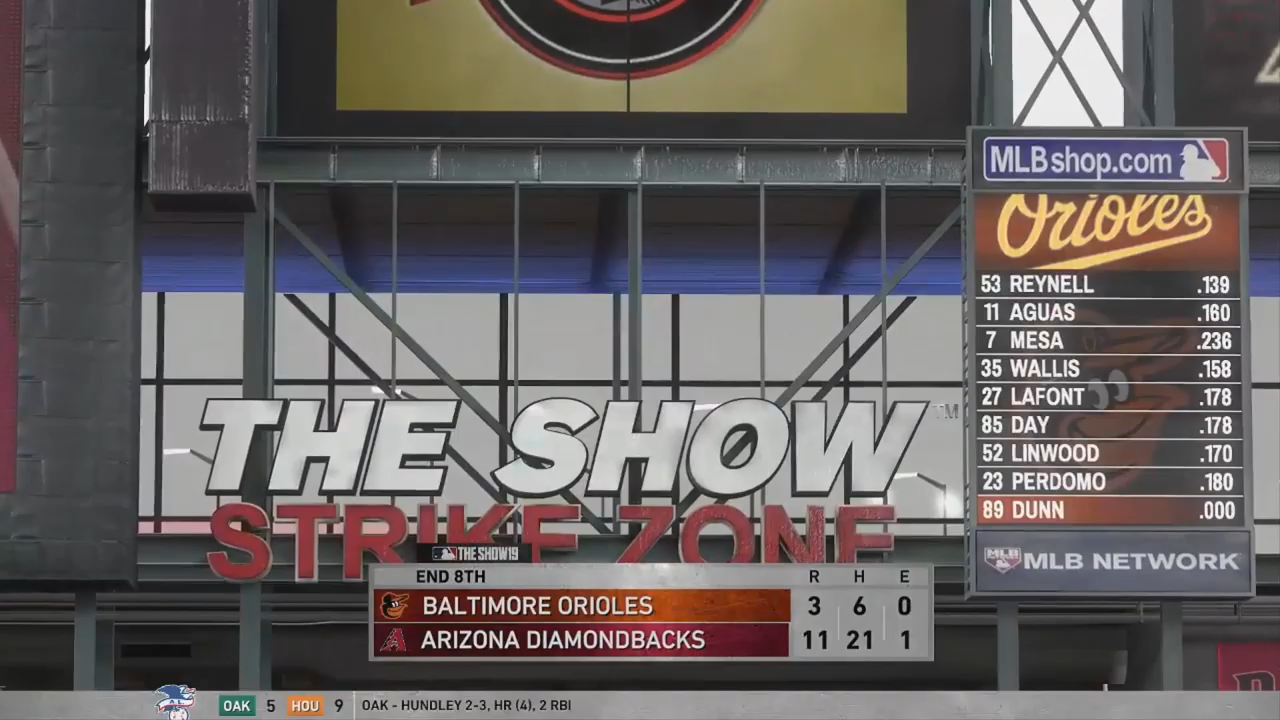 MLBshop.com
Orioles
53 REYNELL .139
11 AGUAS .160
7 MESA .236
35 WALLIS .158
27 LAFONT .178
85 DAY .178
52 LINWOOD .170
23 PERDOMO .180
89 DUNN .000
MLB NETWORK
THE SHOW™
STRIKE ZONE
THE SHOW19
END 8TH R H E
BALTIMORE ORIOLES 3 6 0
ARIZONA DIAMONDBACKS 11 21 1
OAK 5 HOU 9 OAK - HUNDLEY 2-3, HR (4), 2 RBI